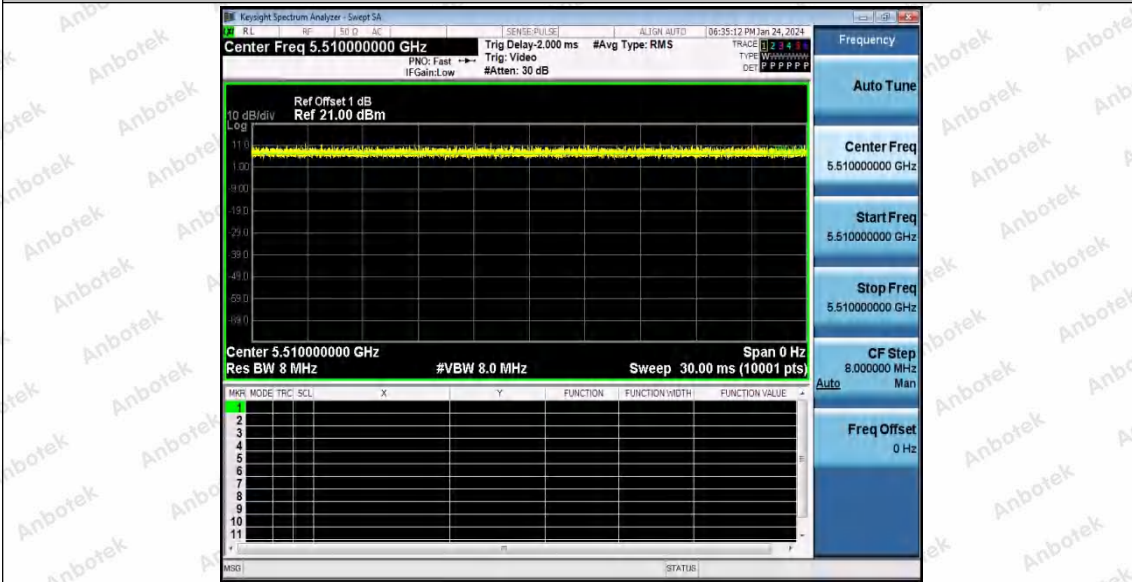 Keysight Spectrum Analyzer - Swept SA
RL RF 50 Ω AC SENSE:PULSE ALIGN AUTO 06:35:12 PM Jan 24, 2024
Center Freq 5.510000000 GHz Trig Delay-2.000 ms #Avg Type: RMS TRACE 1 2 3 4 5 6
PNO: Fast Trig: Video TYPE
IFGain:Low #Atten: 30 dB DET P P P P P P
Ref Offset 1 dB
10 dB/div Ref 21.00 dBm
Log
11.0
1.00
-9.00
-19.0
-29.0
-39.0
-49.0
-59.0
-69.0
Center 5.510000000 GHz Span 0 Hz
Res BW 8 MHz #VBW 8.0 MHz Sweep 30.00 ms (10001 pts)
MKR MODE TRC SCL X Y FUNCTION FUNCTION WIDTH FUNCTION VALUE
1
2
3
4
5
6
7
8
9
10
11
MSG STATUS
Frequency
Auto Tune
Center Freq
5.510000000 GHz
Start Freq
5.510000000 GHz
Stop Freq
5.510000000 GHz
CF Step
8.000000 MHz
Auto Man
Freq Offset
0 Hz
Anbotek